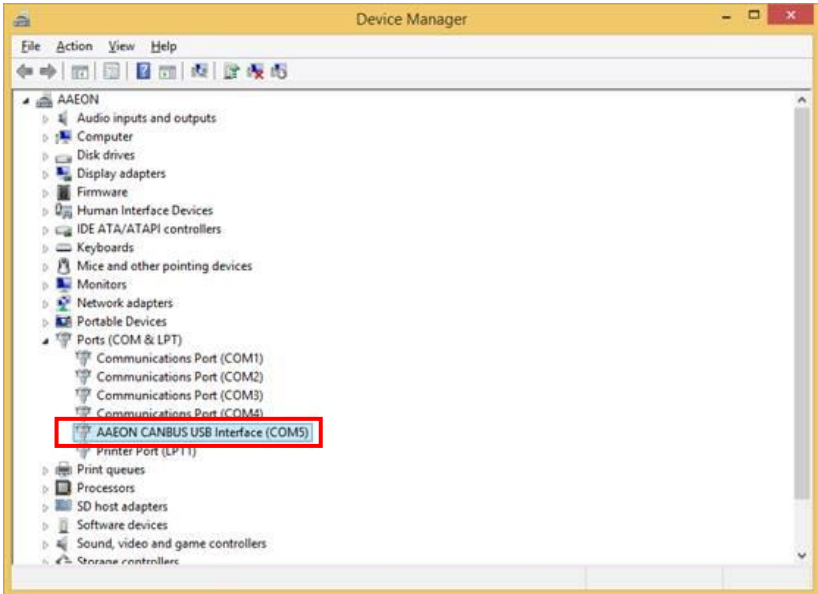 Device Manager
File Action View Help
AAEON
Audio inputs and outputs
Computer
Disk drives
Display adapters
Firmware
Human Interface Devices
IDE ATA/ATAPI controllers
Keyboards
Mice and other pointing devices
Monitors
Network adapters
Portable Devices
Ports (COM & LPT)
Communications Port (COM1)
Communications Port (COM2)
Communications Port (COM3)
Communications Port (COM4)
AAEON CANBUS USB Interface (COM5)
Printer Port (LPT1)
Print queues
Processors
SD host adapters
Software devices
Sound, video and game controllers
Storage controllers